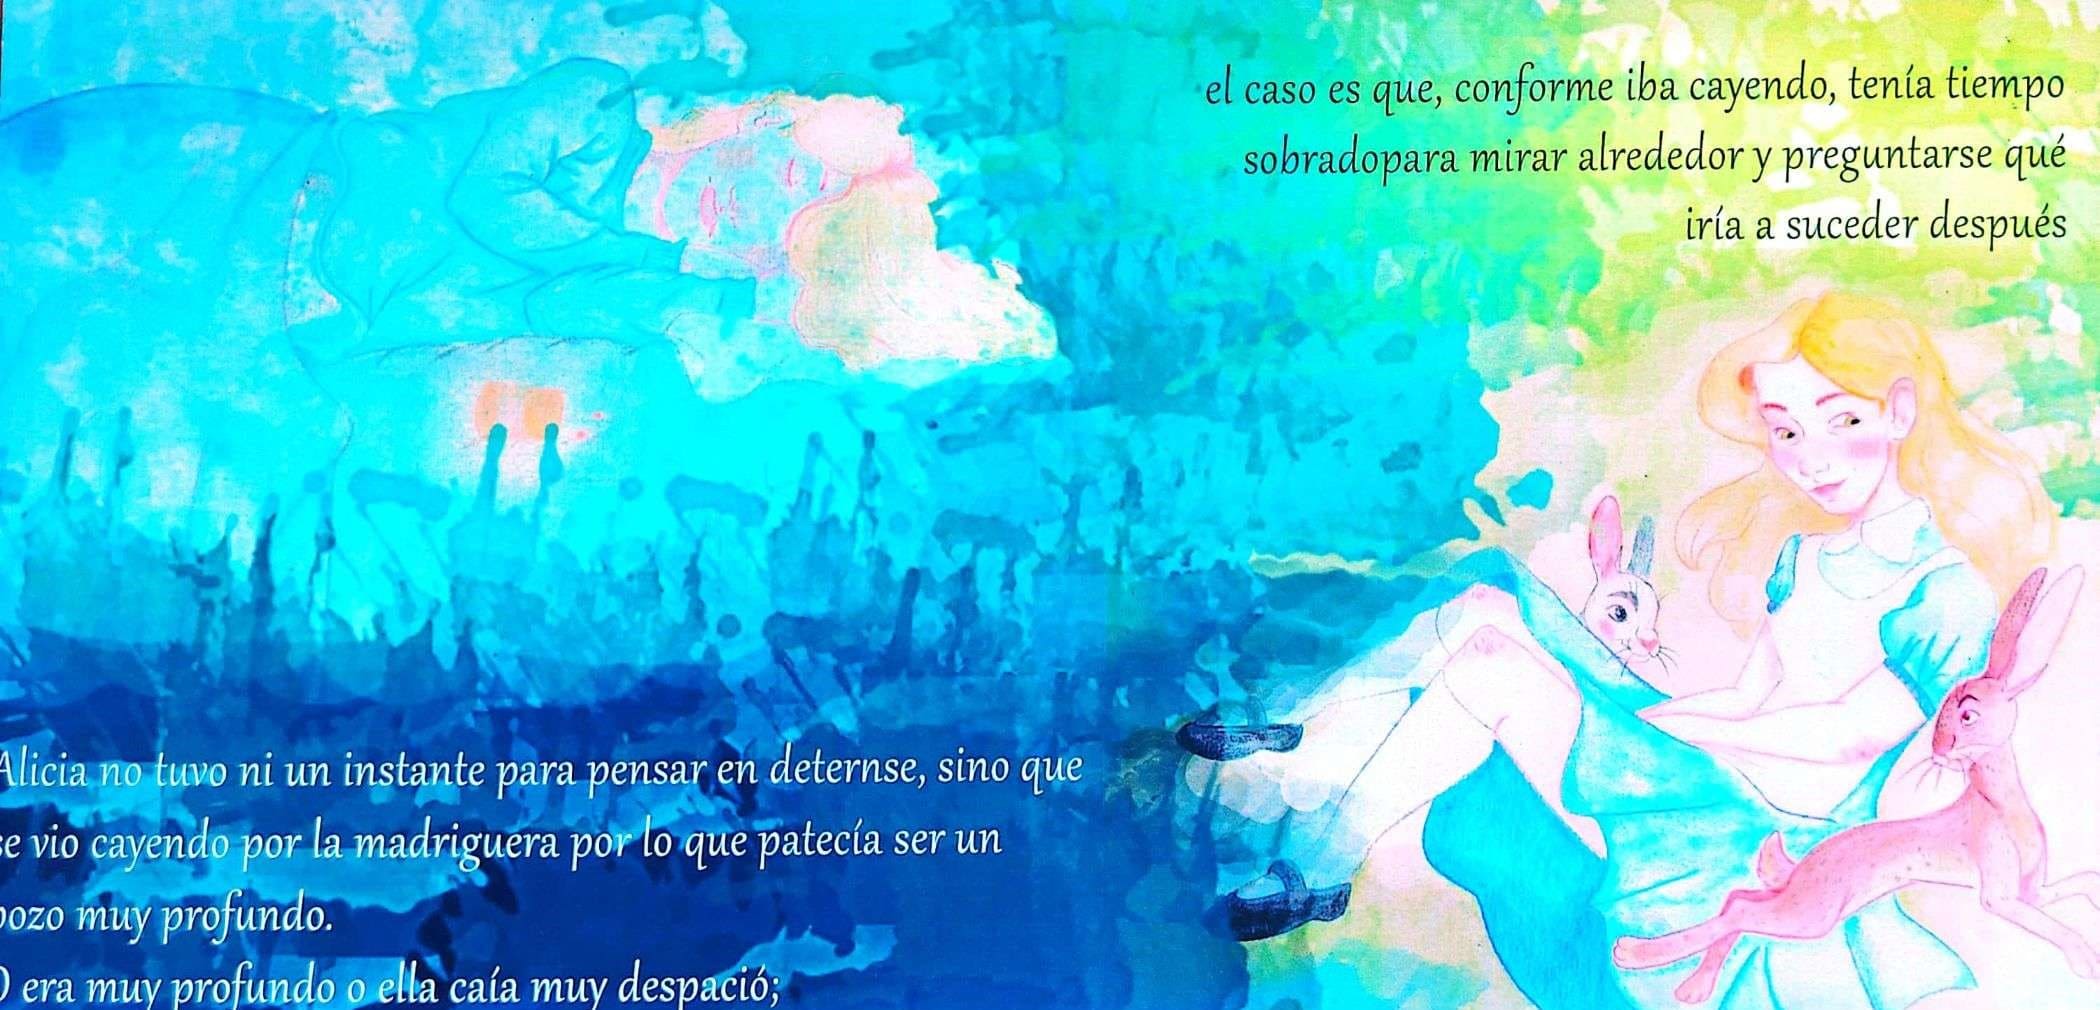 Alicia no tuvo ni un instante para pensar en deternse, sino que
se vio cayendo por la madriguera por lo que patecía ser un
pozo muy profundo.
O era muy profundo o ella caía muy despació;
el caso es que, conforme iba cayendo, tenía tiempo
sobradopara mirar alrededor y preguntarse qué
iría a suceder después